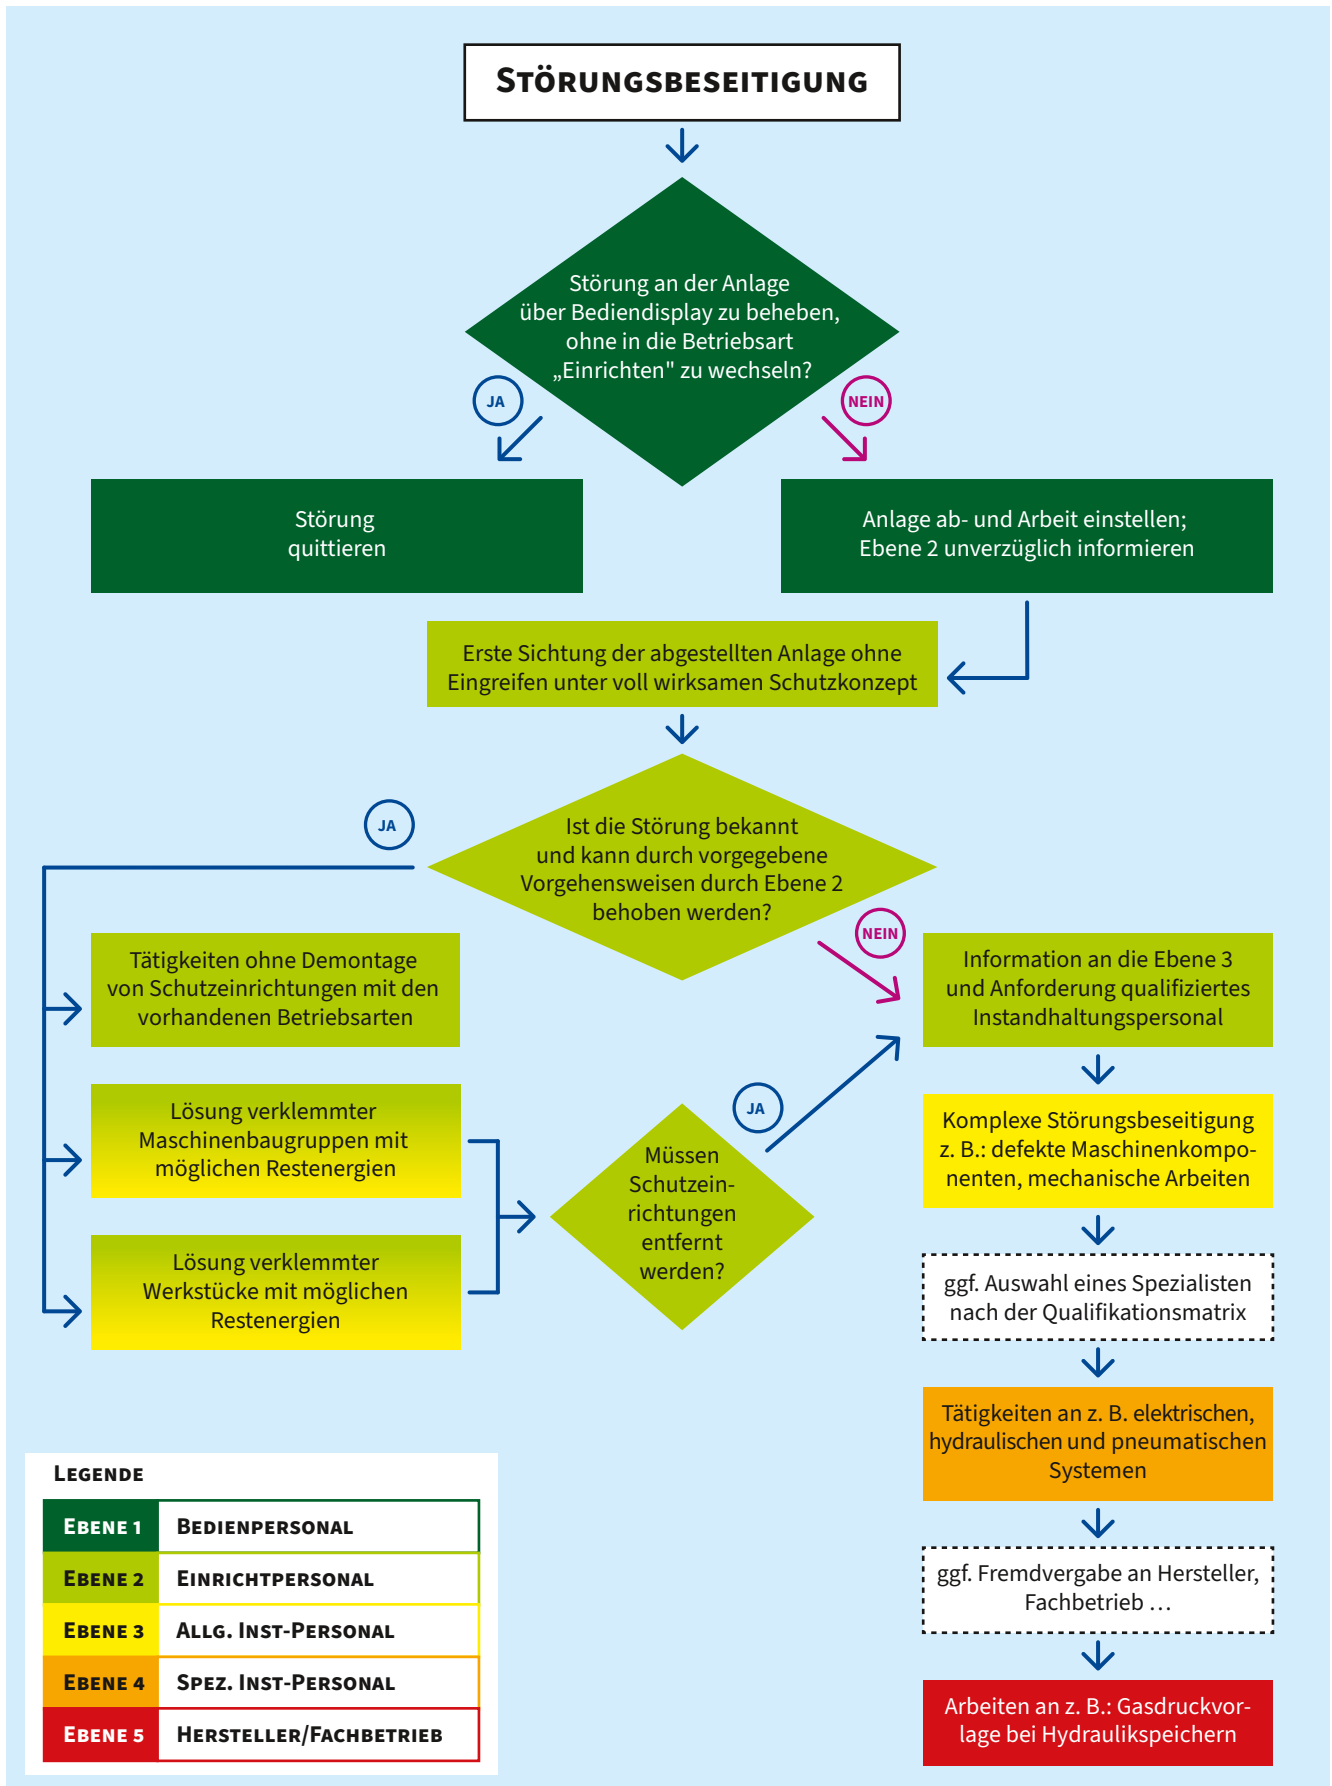 STÖRUNGSBESEITIGUNG
Störung an der Anlage
über Bediendisplay zu beheben,
ohne in die Betriebsart
„Einrichten" zu wechseln?
JA
NEIN
Störung
quittieren
Anlage ab- und Arbeit einstellen;
Ebene 2 unverzüglich informieren
Erste Sichtung der abgestellten Anlage ohne
Eingreifen unter voll wirksamen Schutzkonzept
JA
Ist die Störung bekannt
und kann durch vorgegebene
Vorgehensweisen durch Ebene 2
behoben werden?
NEIN
Tätigkeiten ohne Demontage
von Schutzeinrichtungen mit den
vorhandenen Betriebsarten
Information an die Ebene 3
und Anforderung qualifiziertes
Instandhaltungspersonal
Lösung verklemmter
Maschinenbaugruppen mit
möglichen Restenergien
JA
Müssen
Schutzein-
richtungen
entfernt
werden?
Komplexe Störungsbeseitigung
z. B.: defekte Maschinenkompo-
nenten, mechanische Arbeiten
Lösung verklemmter
Werkstücke mit möglichen
Restenergien
ggf. Auswahl eines Spezialisten
nach der Qualifikationsmatrix
Tätigkeiten an z. B. elektrischen,
hydraulischen und pneumatischen
Systemen
ggf. Fremdvergabe an Hersteller,
Fachbetrieb …
Arbeiten an z. B.: Gasdruckvor-
lage bei Hydraulikspeichern
LEGENDE
EBENE 1 BEDIENPERSONAL
EBENE 2 EINRICHTPERSONAL
EBENE 3 ALLG. INST-PERSONAL
EBENE 4 SPEZ. INST-PERSONAL
EBENE 5 HERSTELLER/FACHBETRIEB